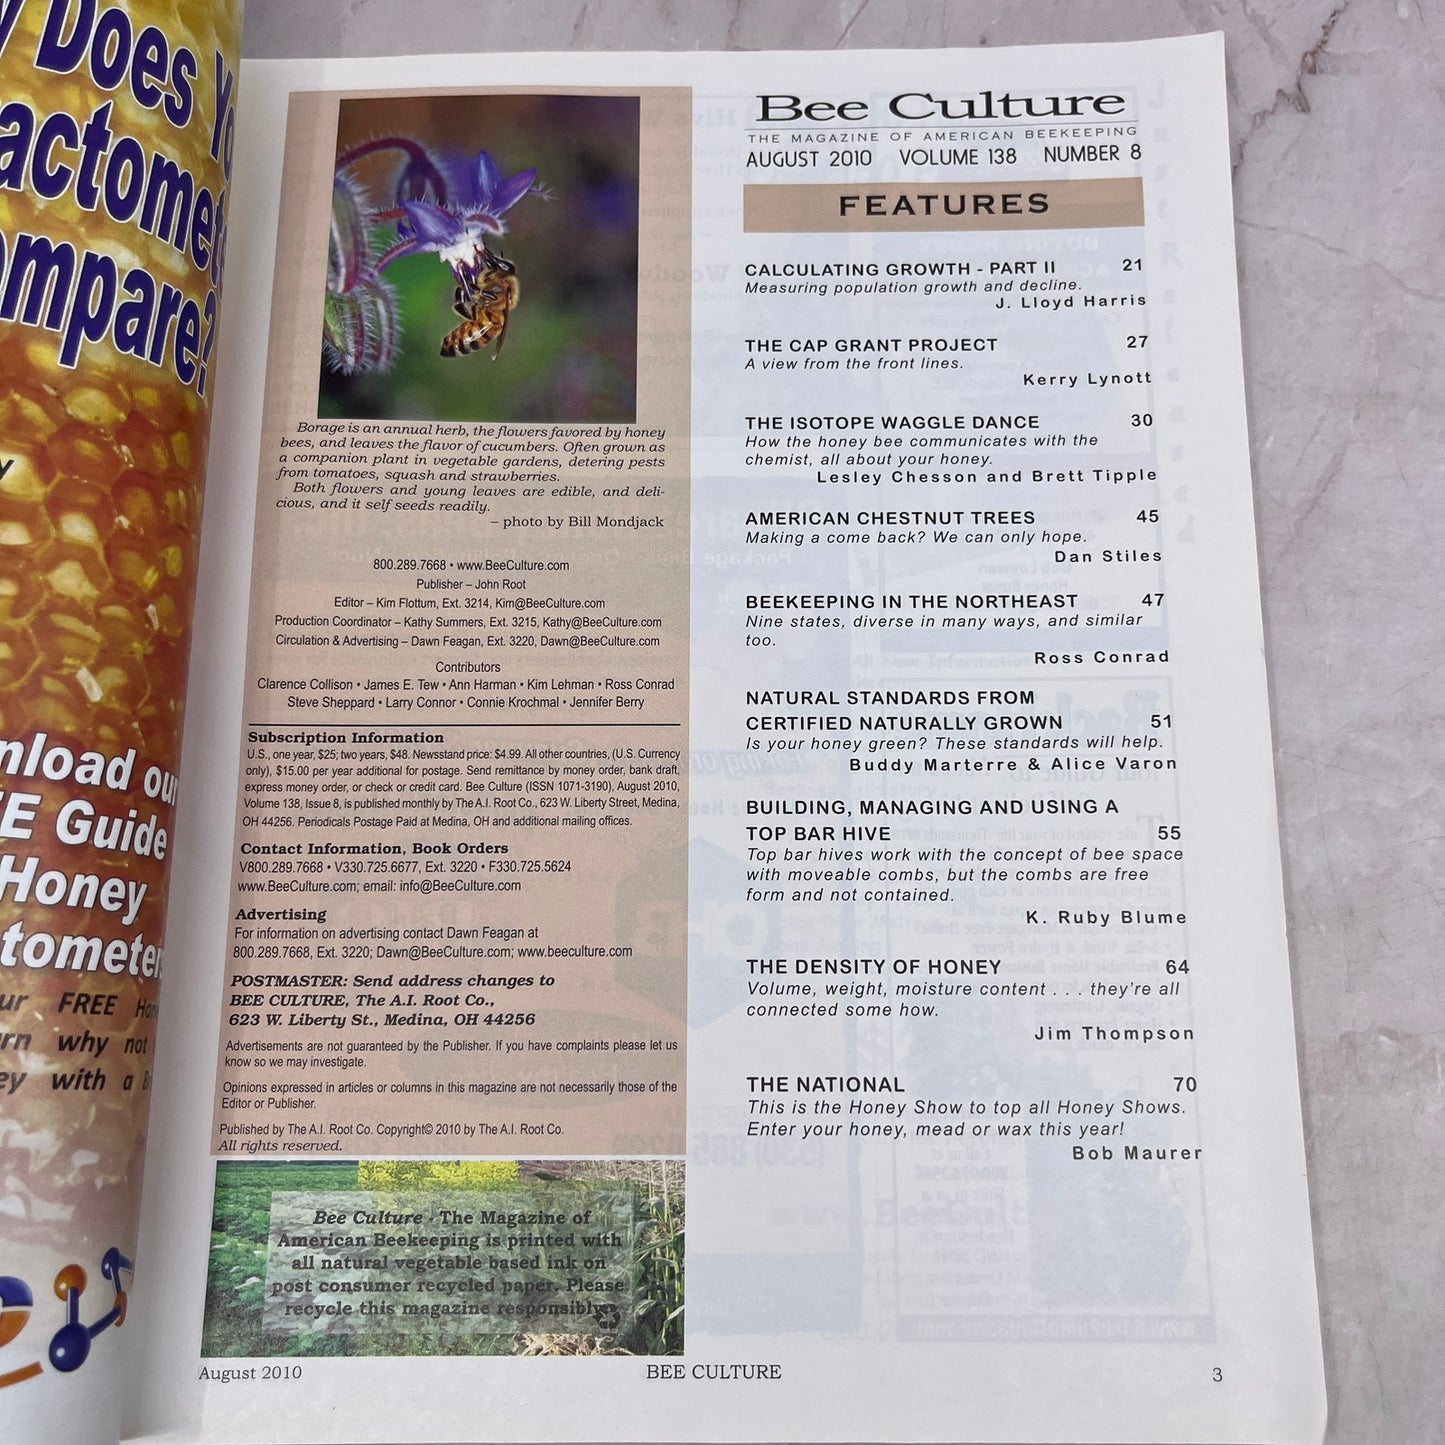 Does
Compare?
nload our
Guide
Honey
ur FREE
why not
with a
Borage is an annual herb, the flowers favored by honey
bees, and leaves the flavor of cucumbers. Often grown as
a companion plant in vegetable gardens, detering pests
from tomatoes, squash and strawberries.
Both flowers and young leaves are edible, and deli-
cious, and it self seeds readily.
– photo by Bill Mondjack
800.289.7668 • www.BeeCulture.com
Publisher – John Root
Editor – Kim Flottum, Ext. 3214, Kim@BeeCulture.com
Production Coordinator – Kathy Summers, Ext. 3215, Kathy@BeeCulture.com
Circulation & Advertising – Dawn Feagan, Ext. 3220, Dawn@BeeCulture.com
Contributors
Clarence Collison • James E. Tew • Ann Harman • Kim Lehman • Ross Conrad
Steve Sheppard • Larry Connor • Connie Krochmal • Jennifer Berry
Subscription Information
U.S., one year, $25; two years, $48. Newsstand price: $4.99. All other countries, (U.S. Currency
only), $15.00 per year additional for postage. Send remittance by money order, bank draft,
express money order, or check or credit card. Bee Culture (ISSN 1071-3190), August 2010,
Volume 138, Issue 8, is published monthly by The A.I. Root Co., 623 W. Liberty Street, Medina,
OH 44256. Periodicals Postage Paid at Medina, OH and additional mailing offices.
Contact Information, Book Orders
V800.289.7668 • V330.725.6677, Ext. 3220 • F330.725.5624
www.BeeCulture.com; email: info@BeeCulture.com
Advertising
For information on advertising contact Dawn Feagan at
800.289.7668, Ext. 3220; Dawn@BeeCulture.com; www.beeculture.com
POSTMASTER: Send address changes to
BEE CULTURE, The A.I. Root Co.,
623 W. Liberty St., Medina, OH 44256
Advertisements are not guaranteed by the Publisher. If you have complaints please let us
know so we may investigate.
Opinions expressed in articles or columns in this magazine are not necessarily those of the
Editor or Publisher.
Published by The A.I. Root Co. Copyright© 2010 by The A.I. Root Co.
All rights reserved.
Bee Culture - The Magazine of
American Beekeeping is printed with
all natural vegetable based ink on
post consumer recycled paper. Please
recycle this magazine responsibly.
Bee Culture
THE MAGAZINE OF AMERICAN BEEKEEPING
AUGUST 2010 VOLUME 138 NUMBER 8
FEATURES
CALCULATING GROWTH - PART II 21
Measuring population growth and decline.
J. Lloyd Harris
THE CAP GRANT PROJECT 27
A view from the front lines.
Kerry Lynott
THE ISOTOPE WAGGLE DANCE 30
How the honey bee communicates with the
chemist, all about your honey.
Lesley Chesson and Brett Tipple
AMERICAN CHESTNUT TREES 45
Making a come back? We can only hope.
Dan Stiles
BEEKEEPING IN THE NORTHEAST 47
Nine states, diverse in many ways, and similar
too.
Ross Conrad
NATURAL STANDARDS FROM
CERTIFIED NATURALLY GROWN 51
Is your honey green? These standards will help.
Buddy Marterre & Alice Varon
BUILDING, MANAGING AND USING A
TOP BAR HIVE 55
Top bar hives work with the concept of bee space
with moveable combs, but the combs are free
form and not contained.
K. Ruby Blume
THE DENSITY OF HONEY 64
Volume, weight, moisture content . . . they're all
connected some how.
Jim Thompson
THE NATIONAL 70
This is the Honey Show to top all Honey Shows.
Enter your honey, mead or wax this year!
Bob Maurer
August 2010 BEE CULTURE 3